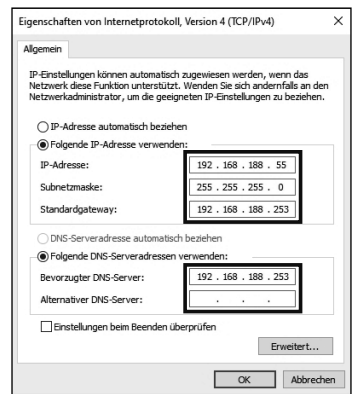 Eigenschaften von Internetprotokoll, Version 4 (TCP/IPv4)
Allgemein
IP-Einstellungen können automatisch zugewiesen werden, wenn das
Netzwerk diese Funktion unterstützt. Wenden Sie sich andernfalls an den
Netzwerkadministrator, um die geeigneten IP-Einstellungen zu beziehen.
IP-Adresse automatisch beziehen
Folgende IP-Adresse verwenden:
IP-Adresse: 192 . 168 . 188 . 55
Subnetzmaske: 255 . 255 . 255 . 0
Standardgateway: 192 . 168 . 188 . 253
DNS-Serveradresse automatisch beziehen
Folgende DNS-Serveradressen verwenden:
Bevorzugter DNS-Server: 192 . 168 . 188 . 253
Alternativer DNS-Server: . . .
Einstellungen beim Beenden überprüfen
Erweitert...
OK Abbrechen